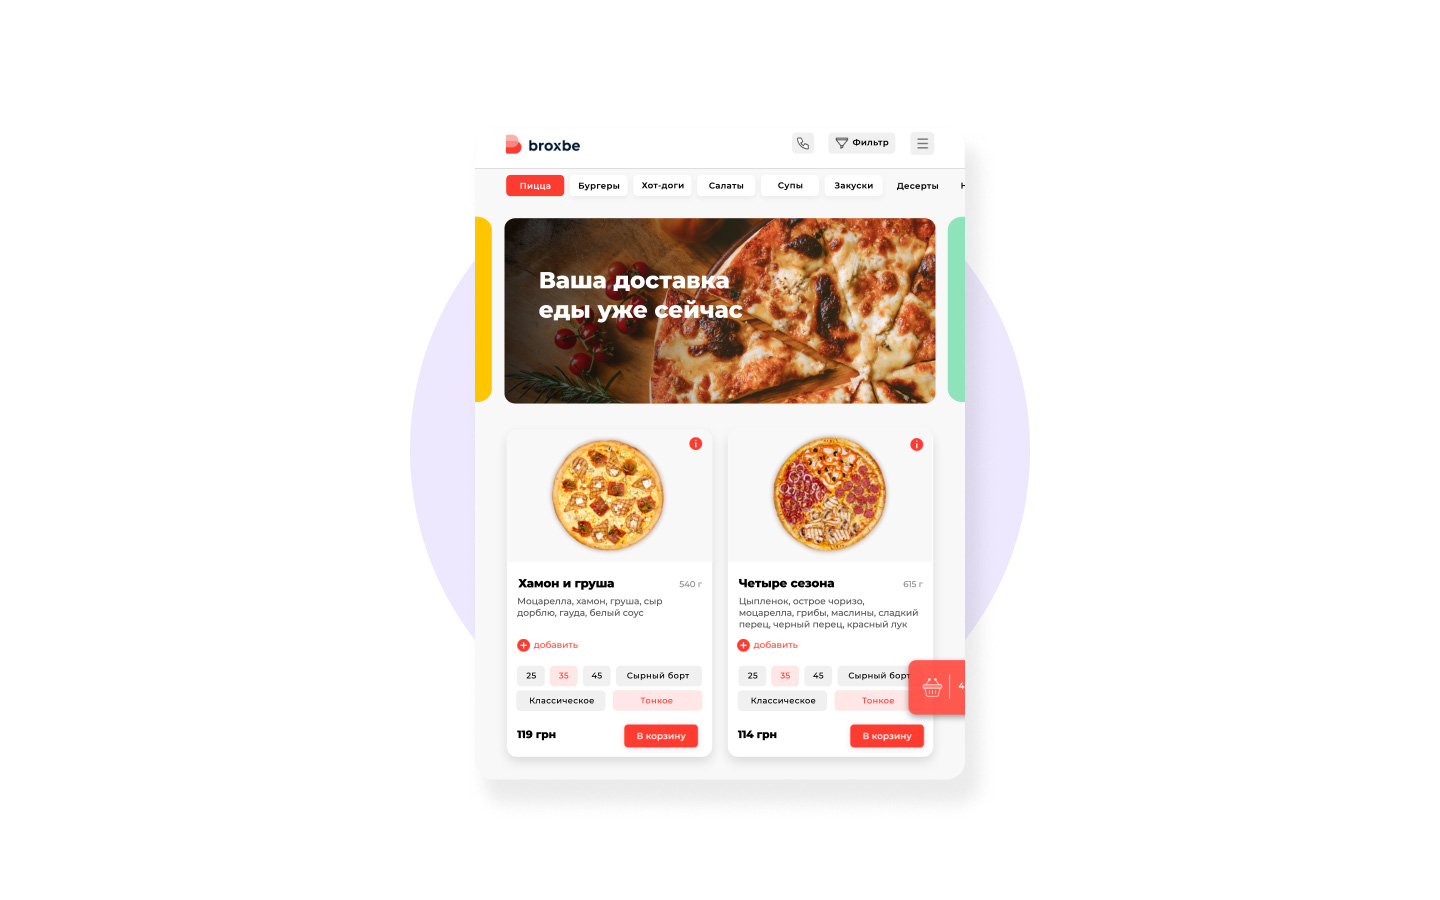 broxbe
Фильтр
Пицца Бургеры Хот-доги Салаты Супы Закуски Десерты
Ваша доставка
еды уже сейчас
Хамон и груша 540 г
Моцарелла, хамон, груша, сыр
дорблю, гауда, белый соус
добавить
25 35 45 Сырный борт
Классическое Тонкое
119 грн В корзину
Четыре сезона 615 г
Цыпленок, острое чоризо,
моцарелла, грибы, маслины, сладкий
перец, черный перец, красный лук
добавить
25 35 45 Сырный борт
Классическое Тонкое
114 грн В корзину
4